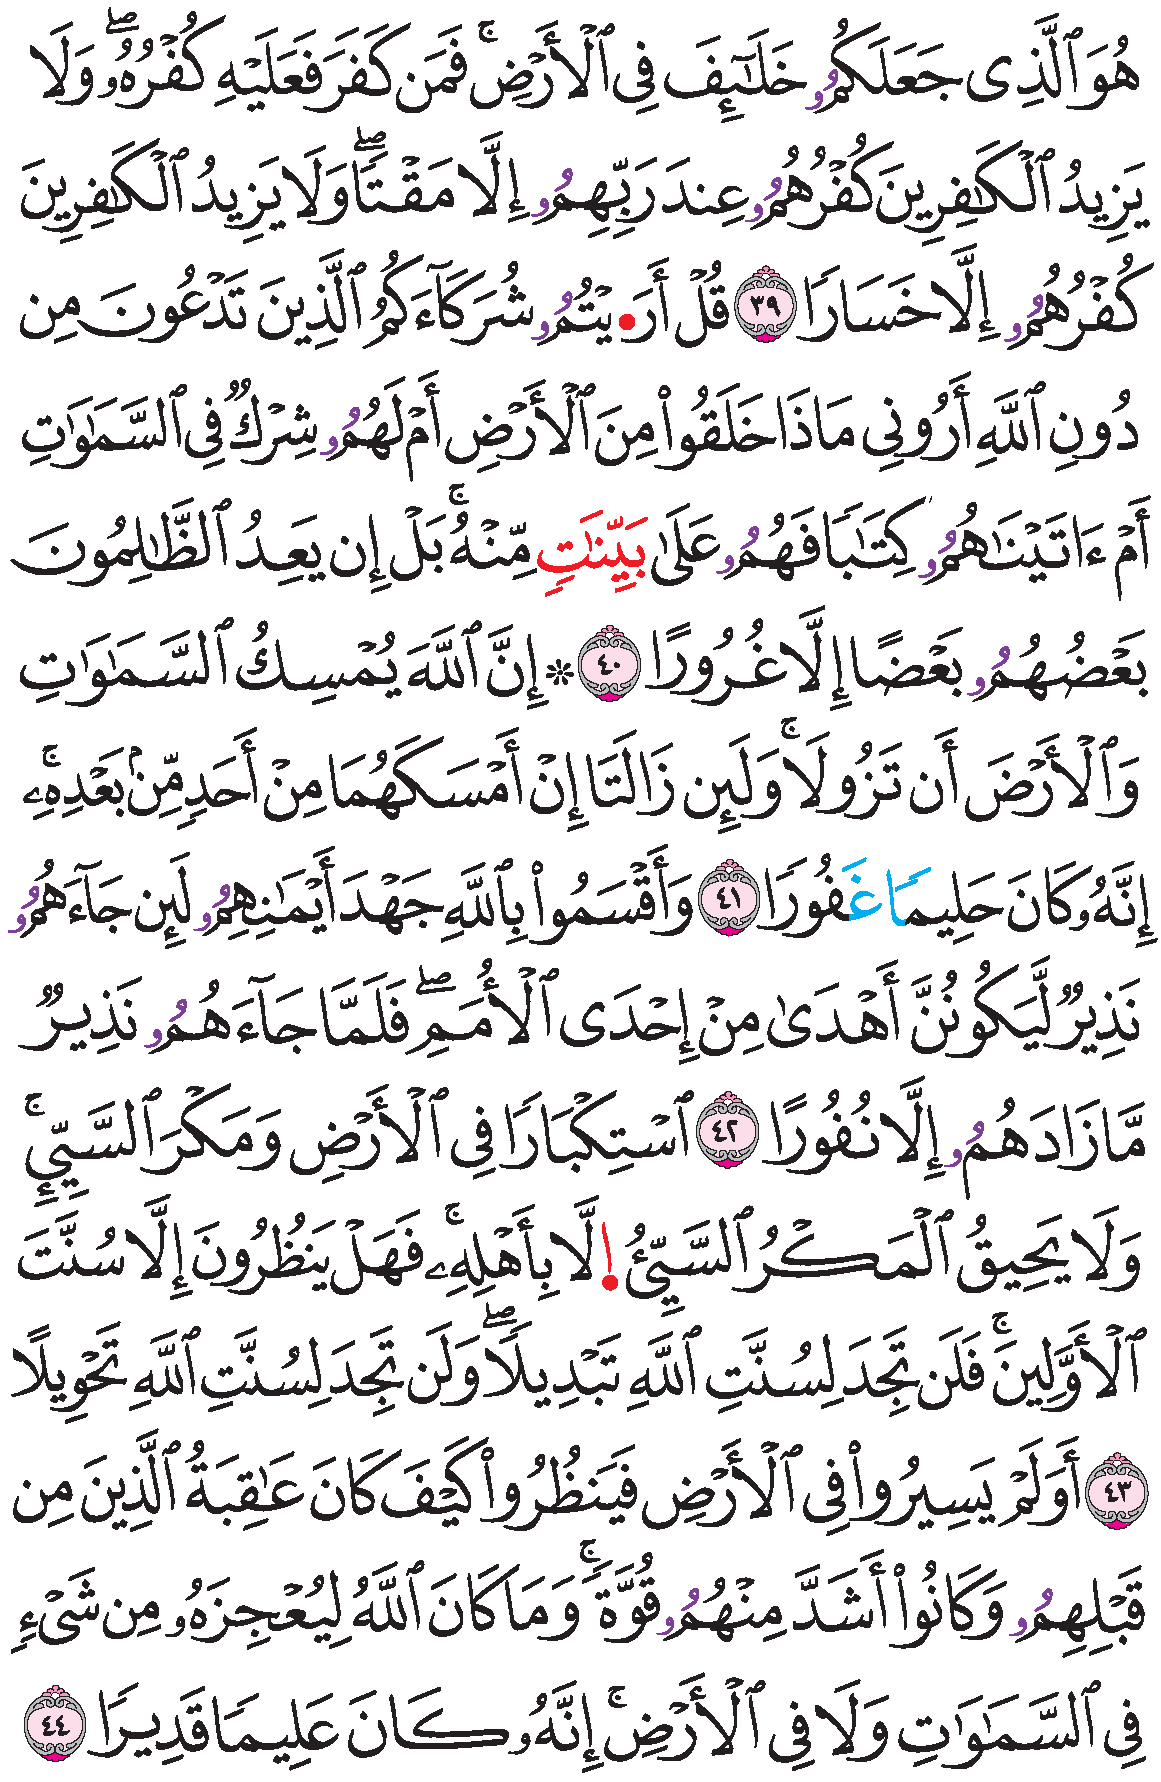 هُوَ ٱلَّذِى جَعَلَكُمُۥ خَلَـٰٓئِفَ فِى ٱلْأَرْضِ ۚ فَمَن كَفَرَ فَعَلَيْهِ كُفْرُهُۥ ۖ وَلَا
يَزِيدُ ٱلْكَـٰفِرِينَ كُفْرُهُمُۥ عِندَ رَبِّهِمُۥ إِلَّا مَقْتًا ۖ وَلَا يَزِيدُ ٱلْكَـٰفِرِينَ
كُفْرُهُمُۥ إِلَّا خَسَارًا ٣٩ قُلْ أَرَ•يْتُمُۥ شُرَكَآءَكُمُ ٱلَّذِينَ تَدْعُونَ مِن
دُونِ ٱللَّهِ أَرُونِى مَاذَا خَلَقُوا۟ مِنَ ٱلْأَرْضِ أَمْ لَهُمُۥ شِرْكٌ فِى ٱلسَّمَـٰوَٰتِ
أَمْ ءَاتَيْنَـٰهُمُۥ كِتَـٰبًا فَهُمُۥ عَلَىٰ بَيِّنَـٰتٍ مِّنْهُ ۚ بَلْ إِن يَعِدُ ٱلظَّـٰلِمُونَ
بَعْضُهُمُۥ بَعْضًا إِلَّا غُرُورًا ٤٠ ۞ إِنَّ ٱللَّهَ يُمْسِكُ ٱلسَّمَـٰوَٰتِ
وَٱلْأَرْضَ أَن تَزُولَا ۚ وَلَئِن زَالَتَا إِنْ أَمْسَكَهُمَا مِنْ أَحَدٍ مِّنۢ بَعْدِهِۦ ۚ
إِنَّهُۥ كَانَ حَلِيمًا غَفُورًا ٤١ وَأَقْسَمُوا۟ بِٱللَّهِ جَهْدَ أَيْمَـٰنِهِمُۥ لَئِن جَآءَهُمُۥ
نَذِيرٌ لَّيَكُونُنَّ أَهْدَىٰ مِنْ إِحْدَى ٱلْأُمَمِ ۖ فَلَمَّا جَآءَهُمُۥ نَذِيرٌ
مَّا زَادَهُمُۥ إِلَّا نُفُورًا ٤٢ ٱسْتِكْبَارًا فِى ٱلْأَرْضِ وَمَكْرَ ٱلسَّيِّئِ ۚ
وَلَا يَحِيقُ ٱلْمَكْرُ ٱلسَّيِّئُ اِ•لَّا بِأَهْلِهِۦ ۚ فَهَلْ يَنظُرُونَ إِلَّا سُنَّتَ
ٱلْأَوَّلِينَ ۚ فَلَن تَجِدَ لِسُنَّتِ ٱللَّهِ تَبْدِيلًا ۖ وَلَن تَجِدَ لِسُنَّتِ ٱللَّهِ تَحْوِيلًا
٤٣ أَوَلَمْ يَسِيرُوا۟ فِى ٱلْأَرْضِ فَيَنظُرُوا۟ كَيْفَ كَانَ عَـٰقِبَةُ ٱلَّذِينَ مِن
قَبْلِهِمُۥ وَكَانُوا۟ أَشَدَّ مِنْهُمُۥ قُوَّةً ۚ وَمَا كَانَ ٱللَّهُ لِيُعْجِزَهُۥ مِن شَىْءٍ
فِى ٱلسَّمَـٰوَٰتِ وَلَا فِى ٱلْأَرْضِ ۚ إِنَّهُۥ كَانَ عَلِيمًا قَدِيرًا ٤٤